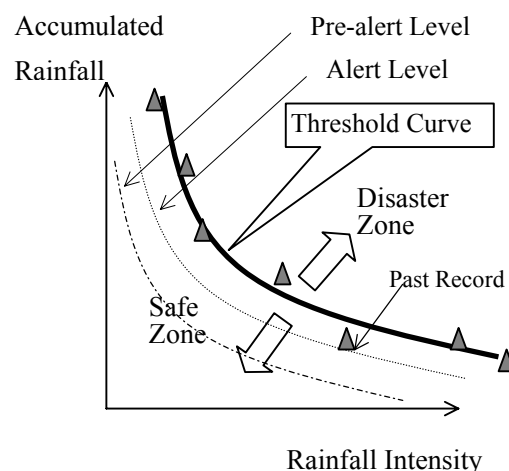 Accumulated
Rainfall
Pre-alert Level
Alert Level
Threshold Curve
Disaster
Zone
Past Record
Safe
Zone
Rainfall Intensity